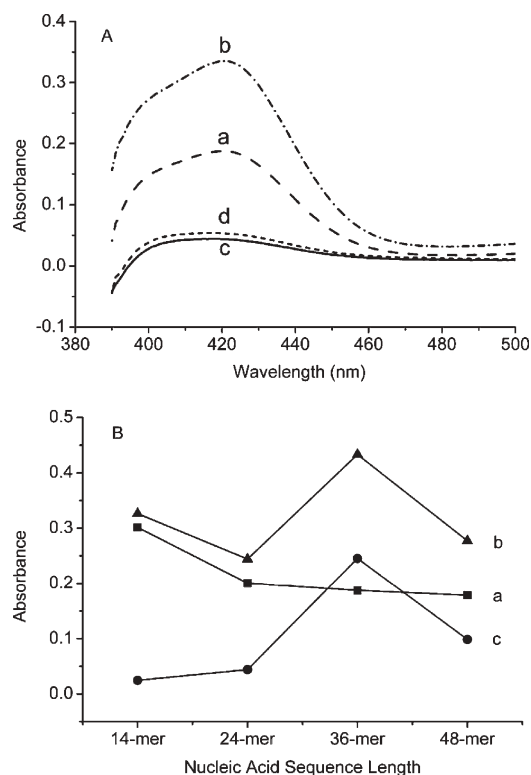 A
0.4
0.3
0.2
0.1
0.0
-0.1
Absorbance
b
a
d
c
380 400 420 440 460 480 500
Wavelength (nm)
B
0.5
0.4
0.3
0.2
0.1
0.0
Absorbance
b
a
c
14-mer 24-mer 36-mer 48-mer
Nucleic Acid Sequence Length